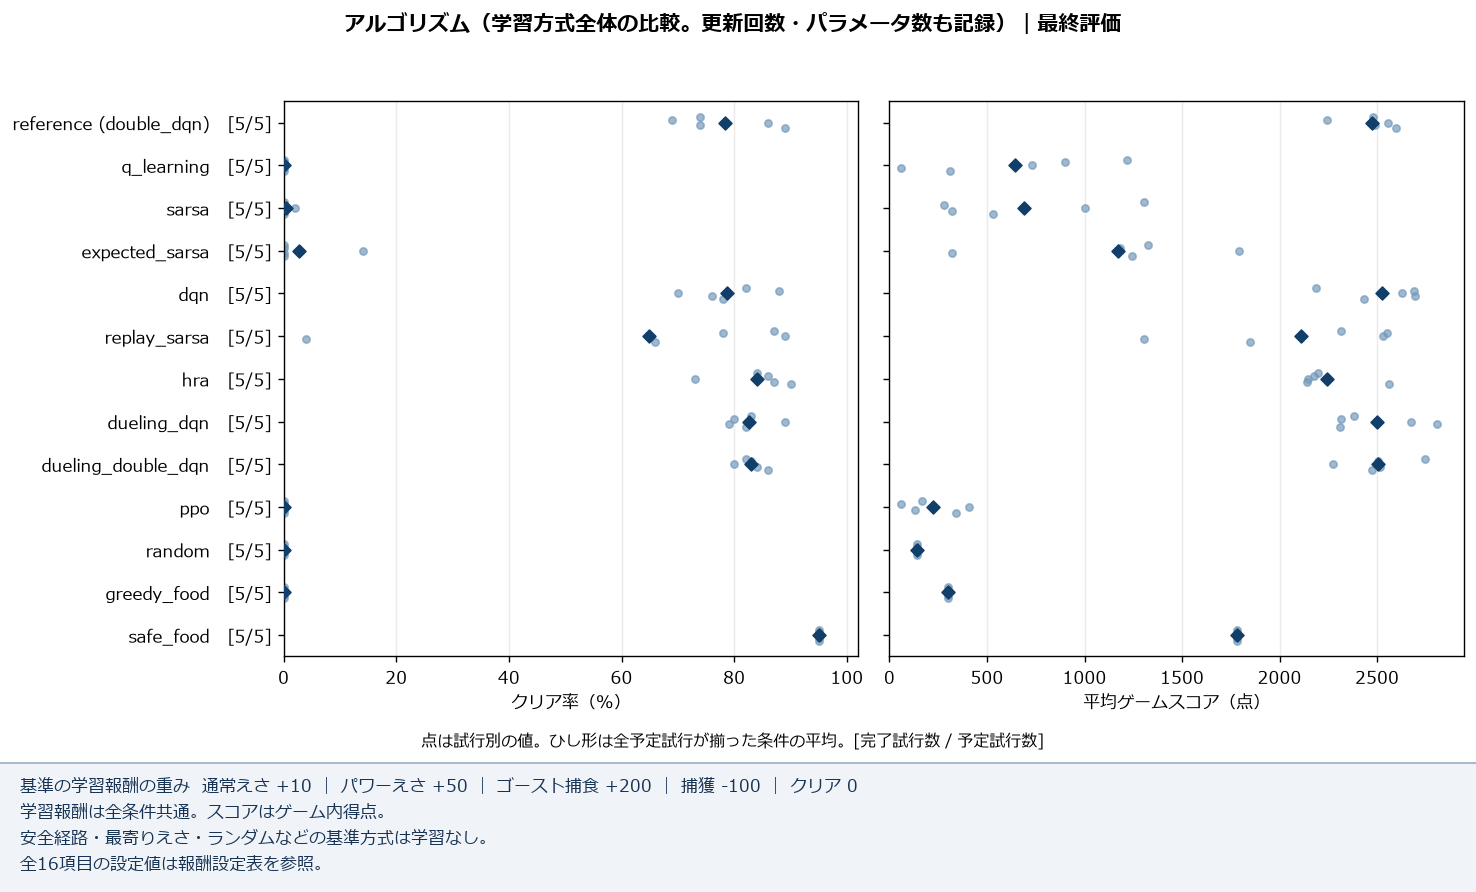 アルゴリズム（学習方式全体の比較。更新回数・パラメータ数も記録）｜最終評価
reference (double_dqn) [5/5]
q_learning [5/5]
sarsa [5/5]
expected_sarsa [5/5]
dqn [5/5]
replay_sarsa [5/5]
hra [5/5]
dueling_dqn [5/5]
dueling_double_dqn [5/5]
ppo [5/5]
random [5/5]
greedy_food [5/5]
safe_food [5/5]
0 20 40 60 80 100
クリア率（%）
0 500 1000 1500 2000 2500
平均ゲームスコア（点）
点は試行別の値。ひし形は全予定試行が揃った条件の平均。[完了試行数 / 予定試行数]
基準の学習報酬の重み 通常えさ +10 ｜ パワーえさ +50 ｜ ゴースト捕食 +200 ｜ 捕獲 -100 ｜ クリア 0
学習報酬は全条件共通。スコアはゲーム内得点。
安全経路・最寄りえさ・ランダムなどの基準方式は学習なし。
全16項目の設定値は報酬設定表を参照。